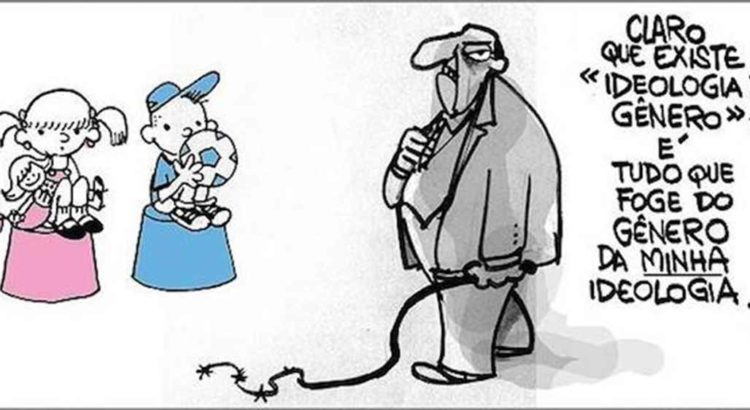 CLARO
QUE EXISTE
«IDEOLOGIA
GÊNERO».
E'
TUDO QUE
FOGE DO
GÊNERO
DA MINHA
IDEOLOGIA.